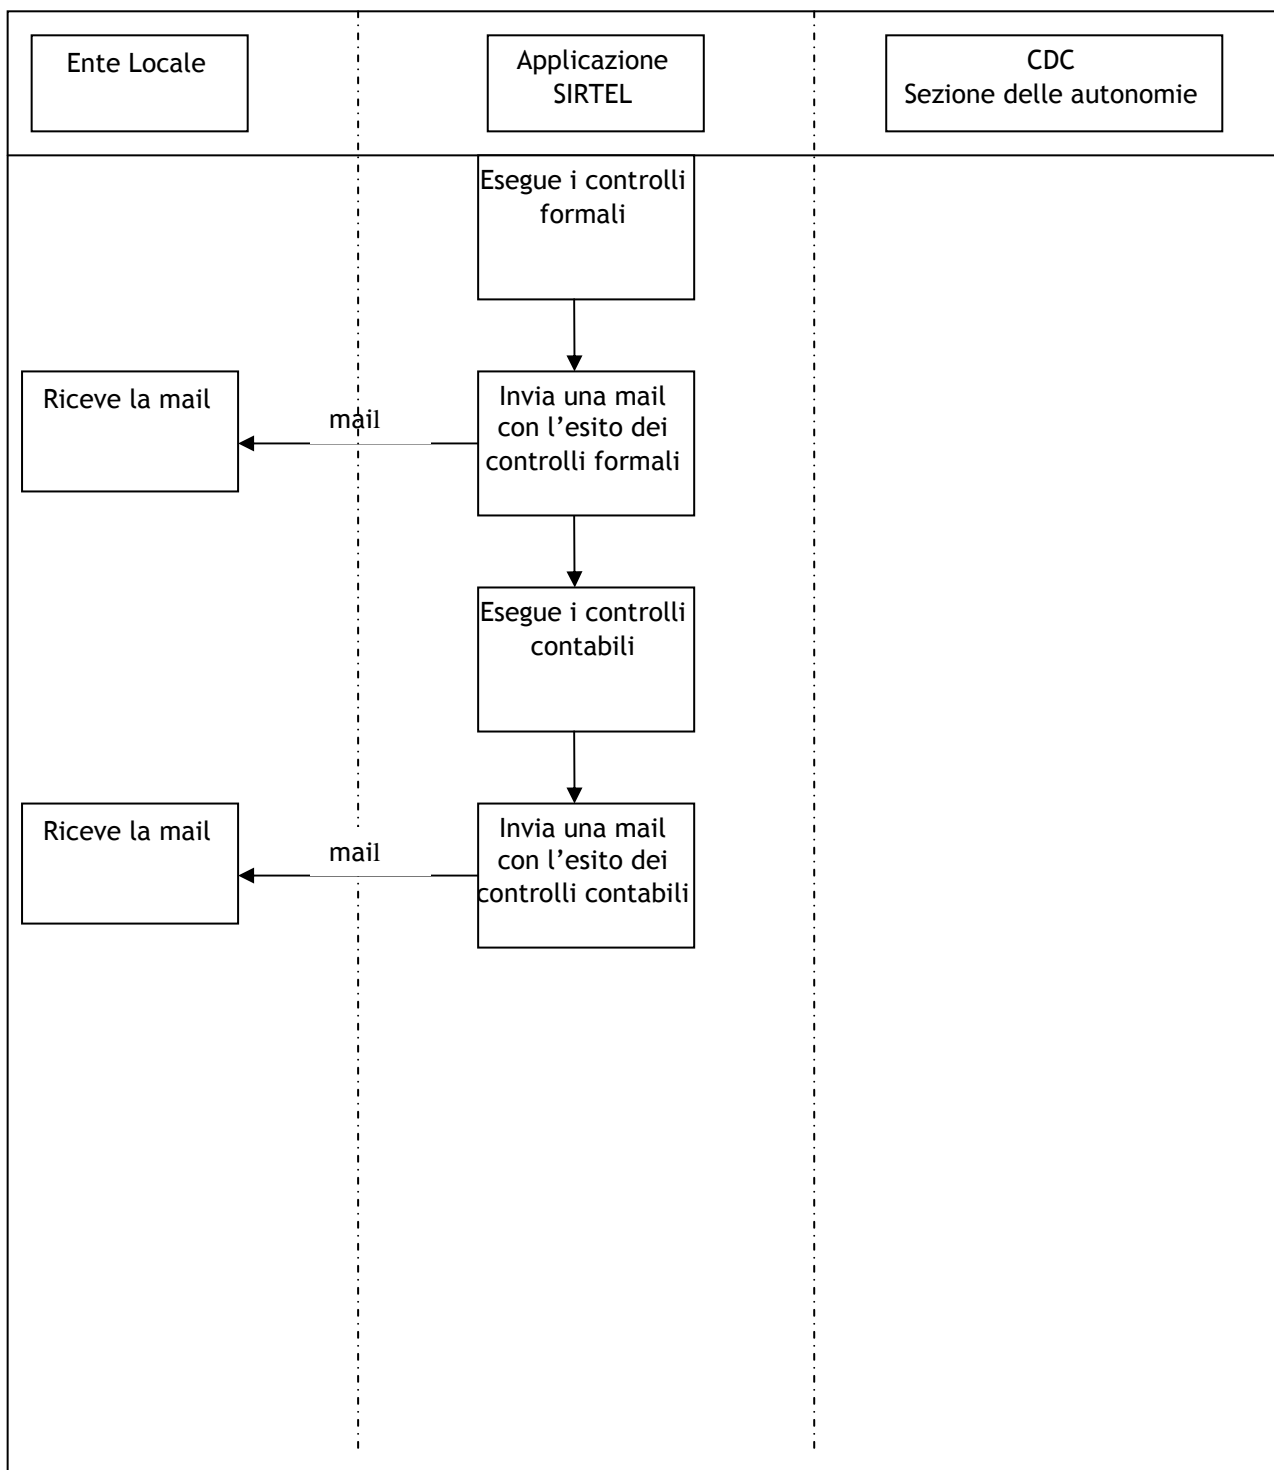 Ente Locale
Applicazione
SIRTEL
CDC
Sezione delle autonomie
Esegue i controlli
formali
Riceve la mail
mail
Invia una mail
con l’esito dei
controlli formali
Esegue i controlli
contabili
Riceve la mail
mail
Invia una mail
con l’esito dei
controlli contabili